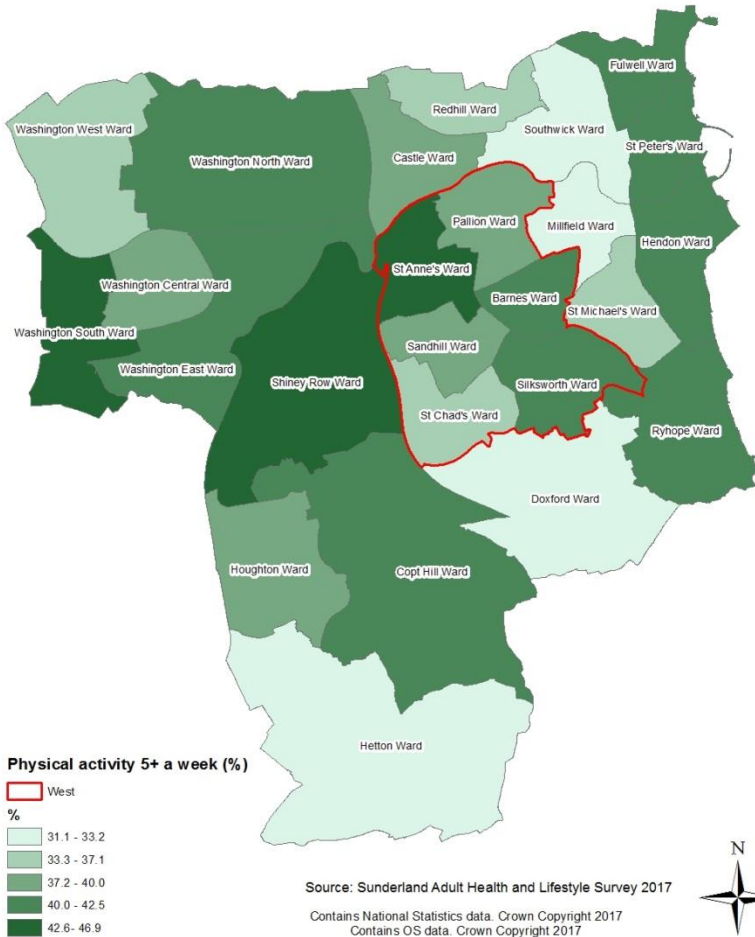 Fulwell Ward
Redhill Ward
Washington West Ward
Southwick Ward
St Peter's Ward
Washington North Ward
Castle Ward
Pallion Ward
Millfield Ward
Hendon Ward
St Anne's Ward
Washington Central Ward
Barnes Ward
St Michael's Ward
Washington South Ward
Sandhill Ward
Washington East Ward
Shiney Row Ward
Silksworth Ward
St Chad's Ward
Ryhope Ward
Doxford Ward
Houghton Ward
Copt Hill Ward
Hetton Ward
Physical activity 5+ a week (%)
West
%
31.1 - 33.2
33.3 - 37.1
37.2 - 40.0
40.0 - 42.5
42.6- 46.9
N
Source: Sunderland Adult Health and Lifestyle Survey 2017
Contains National Statistics data. Crown Copyright 2017
Contains OS data. Crown Copyright 2017